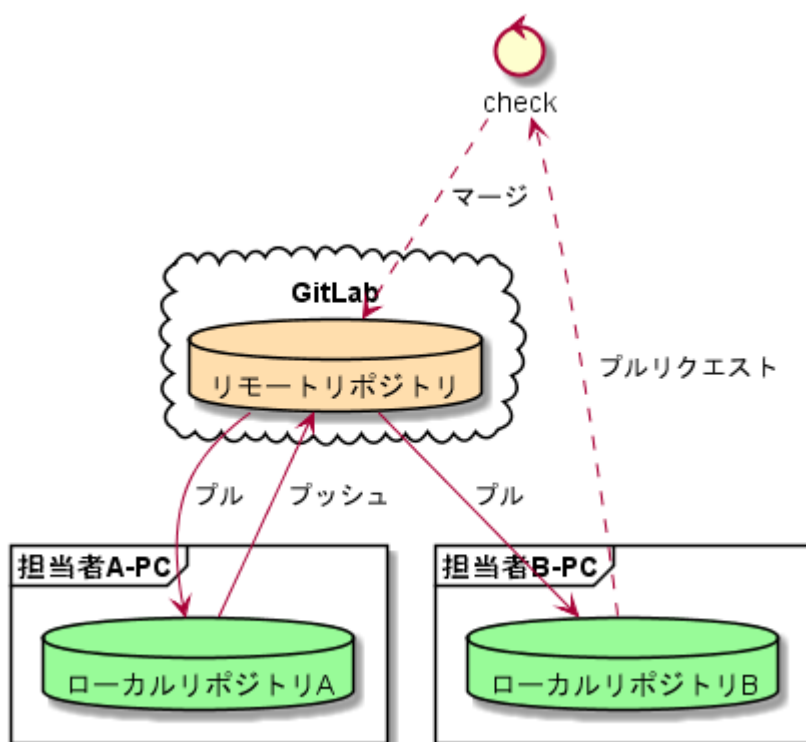 check
マージ
GitLab
リモートリポジトリ
プルリクエスト
プル
プッシュ
プル
担当者A-PC
担当者B-PC
ローカルリポジトリA
ローカルリポジトリB